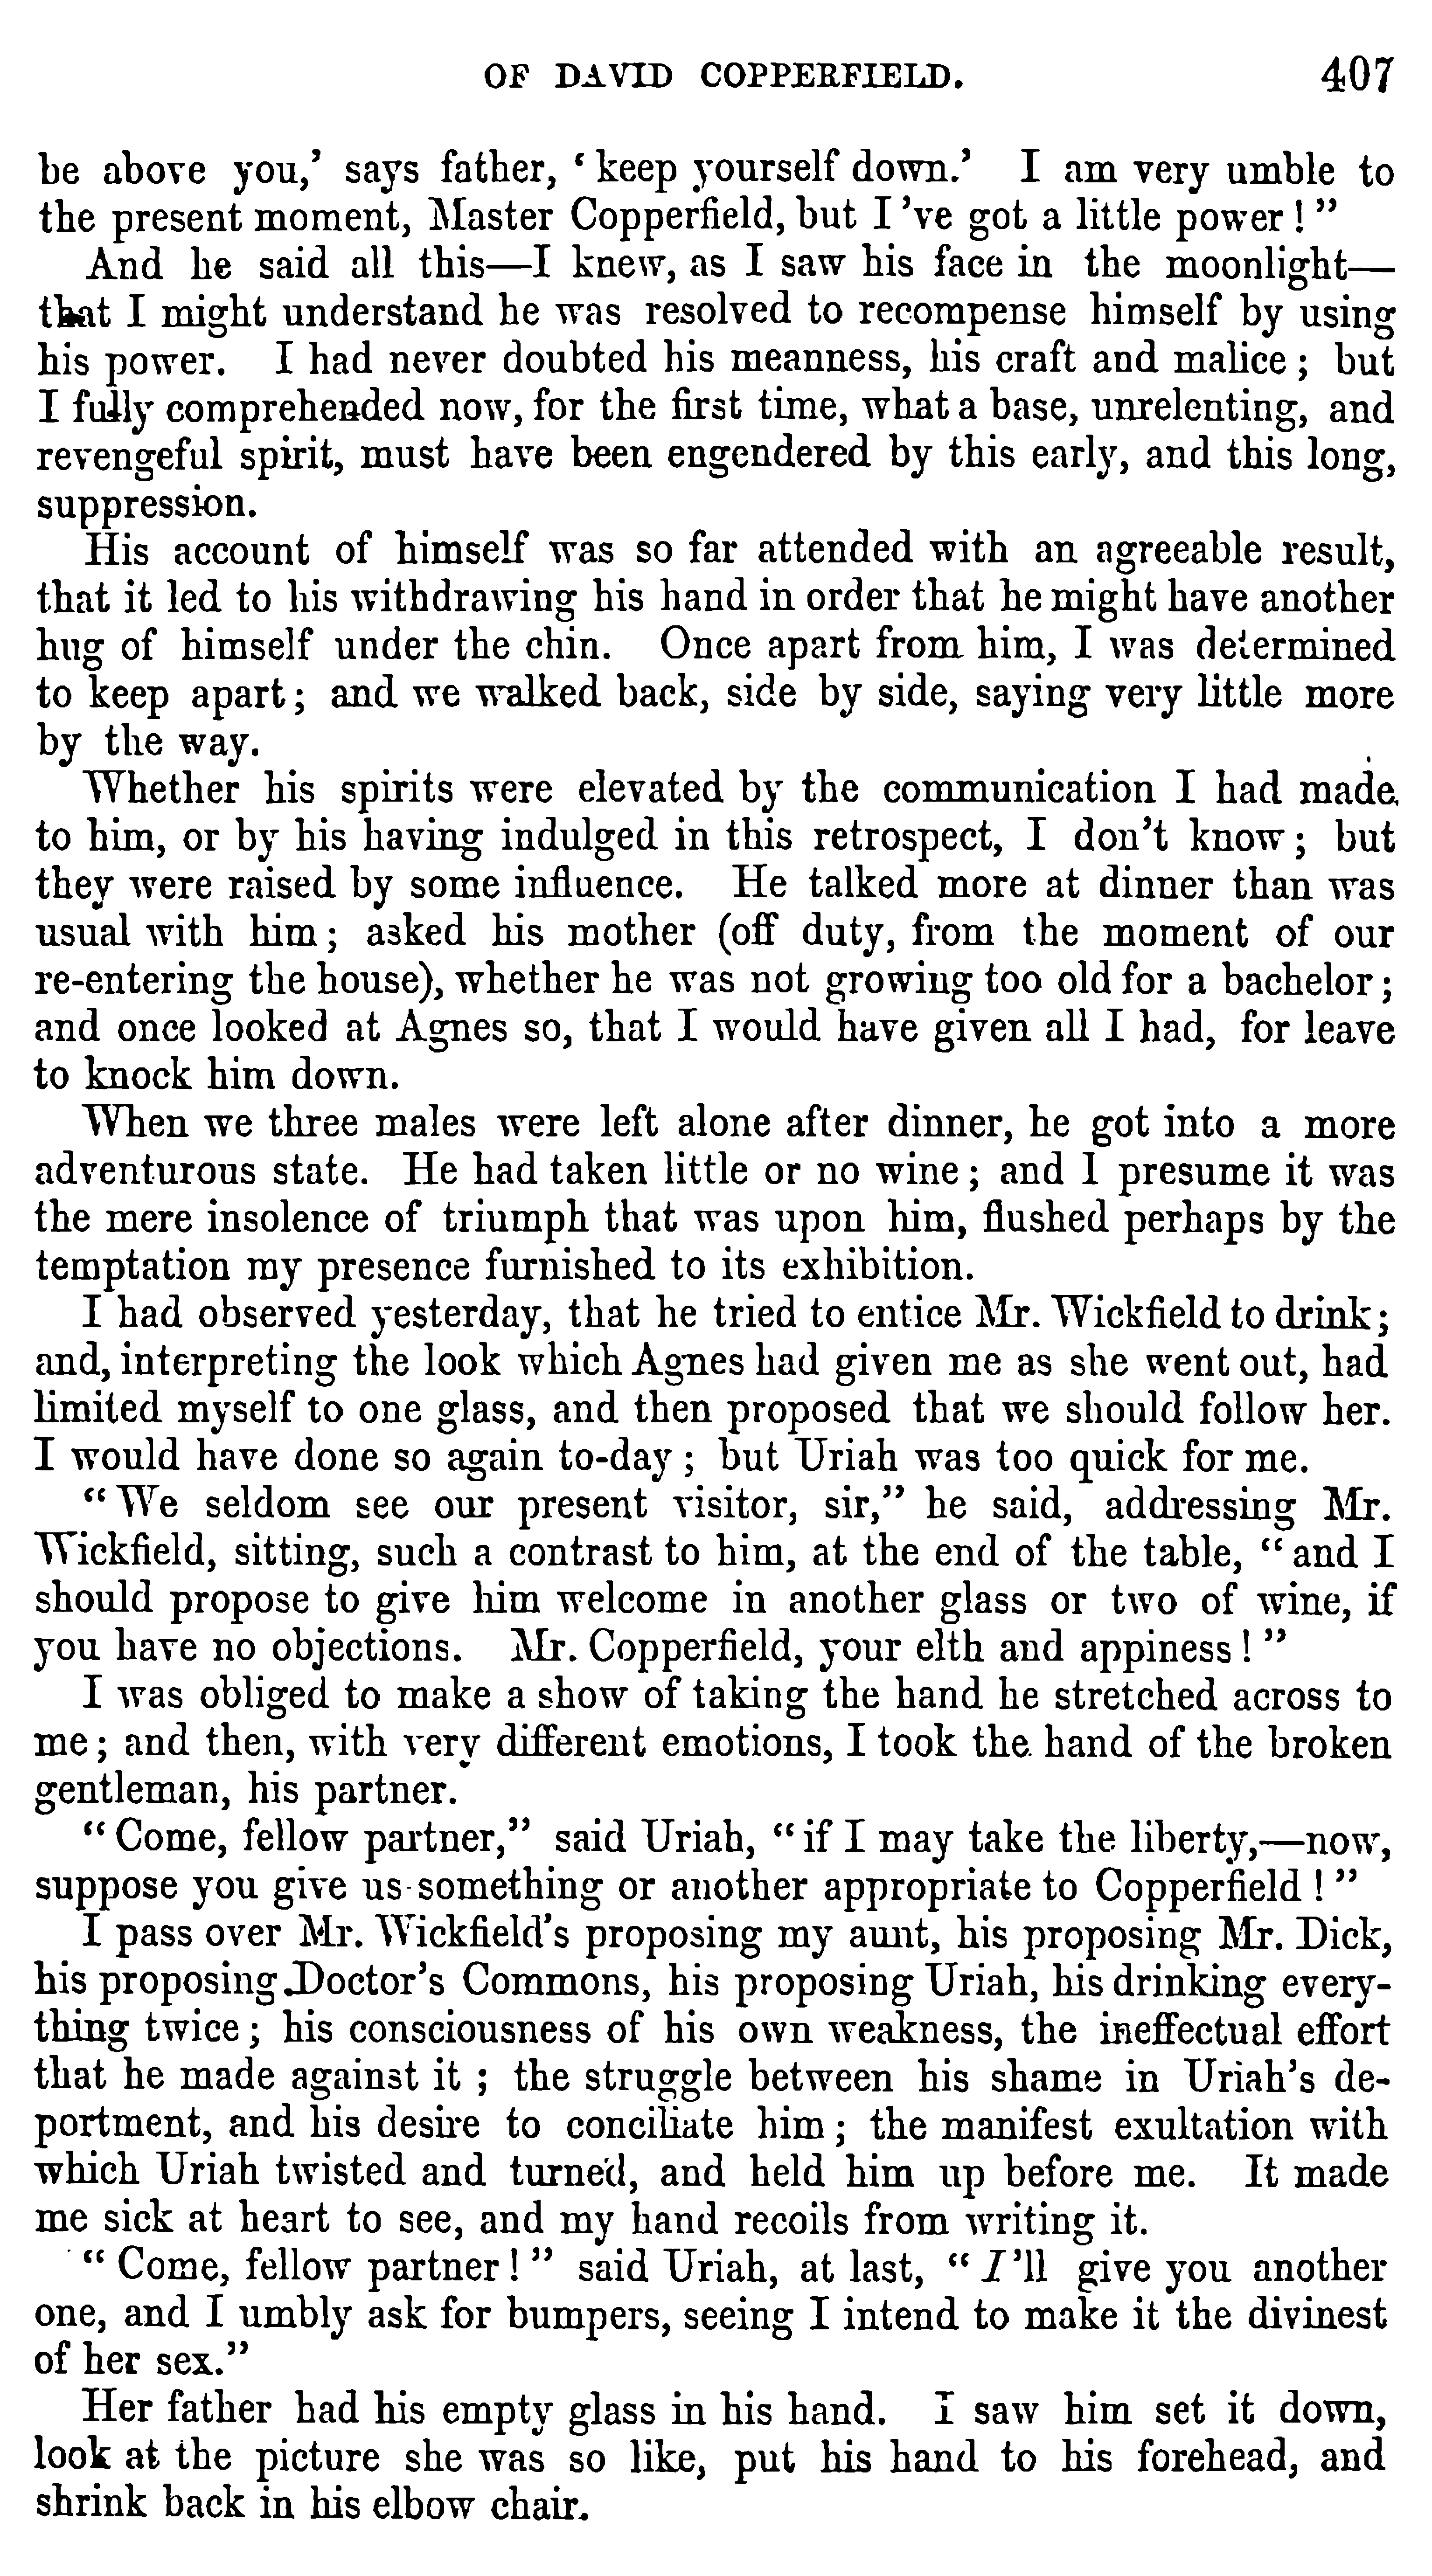 OF DAVID COPPERFIELD. 407
be above you,' says father, 'keep yourself down.' I am very umble to
the present moment, Master Copperfield, but I 've got a little power!"
And he said all this—I knew, as I saw his face in the moonlight—
that I might understand he was resolved to recompense himself by using
his power. I had never doubted his meanness, his craft and malice; but
I fully comprehended now, for the first time, what a base, unrelenting, and
revengeful spirit, must have been engendered by this early, and this long,
suppression.
His account of himself was so far attended with an agreeable result,
that it led to his withdrawing his hand in order that he might have another
hug of himself under the chin. Once apart from him, I was determined
to keep apart; and we walked back, side by side, saying very little more
by the way.
Whether his spirits were elevated by the communication I had made
to him, or by his having indulged in this retrospect, I don't know; but
they were raised by some influence. He talked more at dinner than was
usual with him; asked his mother (off duty, from the moment of our
re-entering the house), whether he was not growing too old for a bachelor;
and once looked at Agnes so, that I would have given all I had, for leave
to knock him down.
When we three males were left alone after dinner, he got into a more
adventurous state. He had taken little or no wine; and I presume it was
the mere insolence of triumph that was upon him, flushed perhaps by the
temptation my presence furnished to its exhibition.
I had observed yesterday, that he tried to entice Mr. Wickfield to drink;
and, interpreting the look which Agnes had given me as she went out, had
limited myself to one glass, and then proposed that we should follow her.
I would have done so again to-day; but Uriah was too quick for me.
"We seldom see our present visitor, sir," he said, addressing Mr.
Wickfield, sitting, such a contrast to him, at the end of the table, "and I
should propose to give him welcome in another glass or two of wine, if
you have no objections. Mr. Copperfield, your elth and appiness!"
I was obliged to make a show of taking the hand he stretched across to
me; and then, with very different emotions, I took the hand of the broken
gentleman, his partner.
"Come, fellow partner," said Uriah, "if I may take the liberty,—now,
suppose you give us something or another appropriate to Copperfield!"
I pass over Mr. Wickfield's proposing my aunt, his proposing Mr. Dick,
his proposing Doctor's Commons, his proposing Uriah, his drinking every-
thing twice; his consciousness of his own weakness, the ineffectual effort
that he made against it; the struggle between his shame in Uriah's de-
portment, and his desire to conciliate him; the manifest exultation with
which Uriah twisted and turned, and held him up before me. It made
me sick at heart to see, and my hand recoils from writing it.
"Come, fellow partner!" said Uriah, at last, "I'll give you another
one, and I umbly ask for bumpers, seeing I intend to make it the divinest
of her sex."
Her father had his empty glass in his hand. I saw him set it down,
look at the picture she was so like, put his hand to his forehead, and
shrink back in his elbow chair.